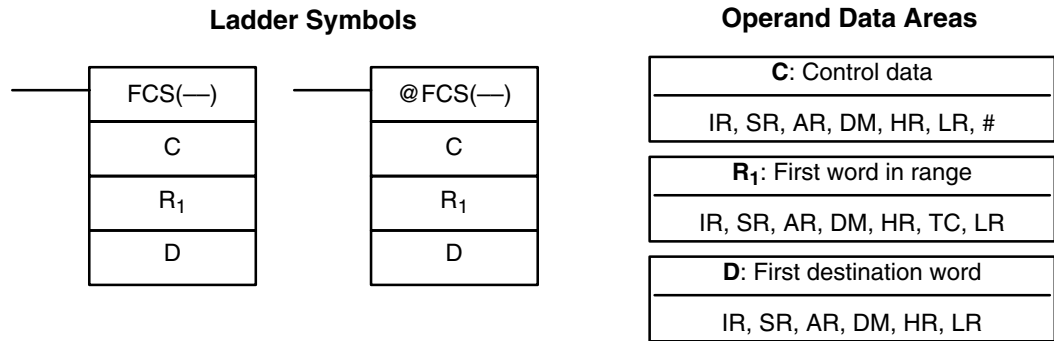 Ladder Symbols
FCS(—)
C
R1
D
@FCS(—)
C
R1
D
Operand Data Areas
C: Control data
IR, SR, AR, DM, HR, LR, #
R1: First word in range
IR, SR, AR, DM, HR, TC, LR
D: First destination word
IR, SR, AR, DM, HR, LR